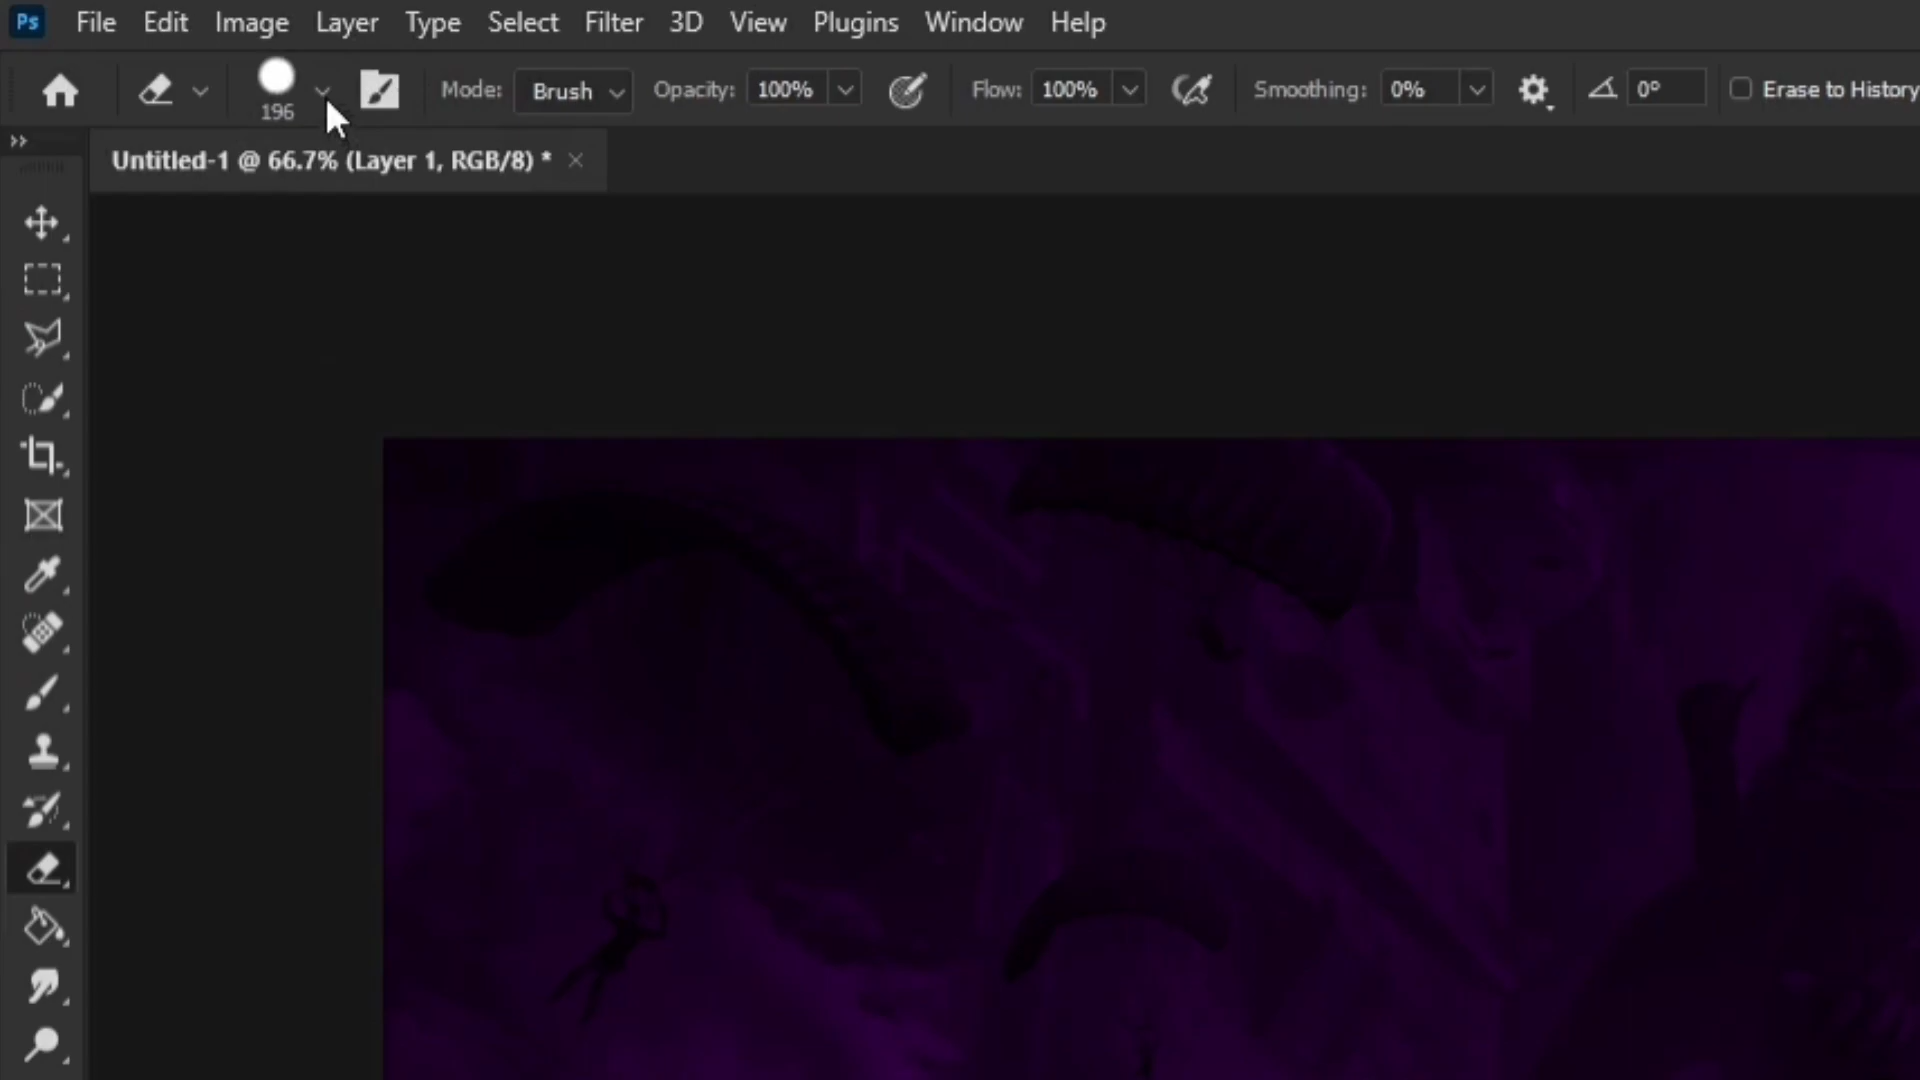 Ps File Edit Image Layer Type Select Filter 3D View Plugins Window Help
196 Mode: Brush Opacity: 100% Flow: 100% Smoothing: 0% 0° Erase to History
Untitled-1 @ 66.7% (Layer 1, RGB/8) *